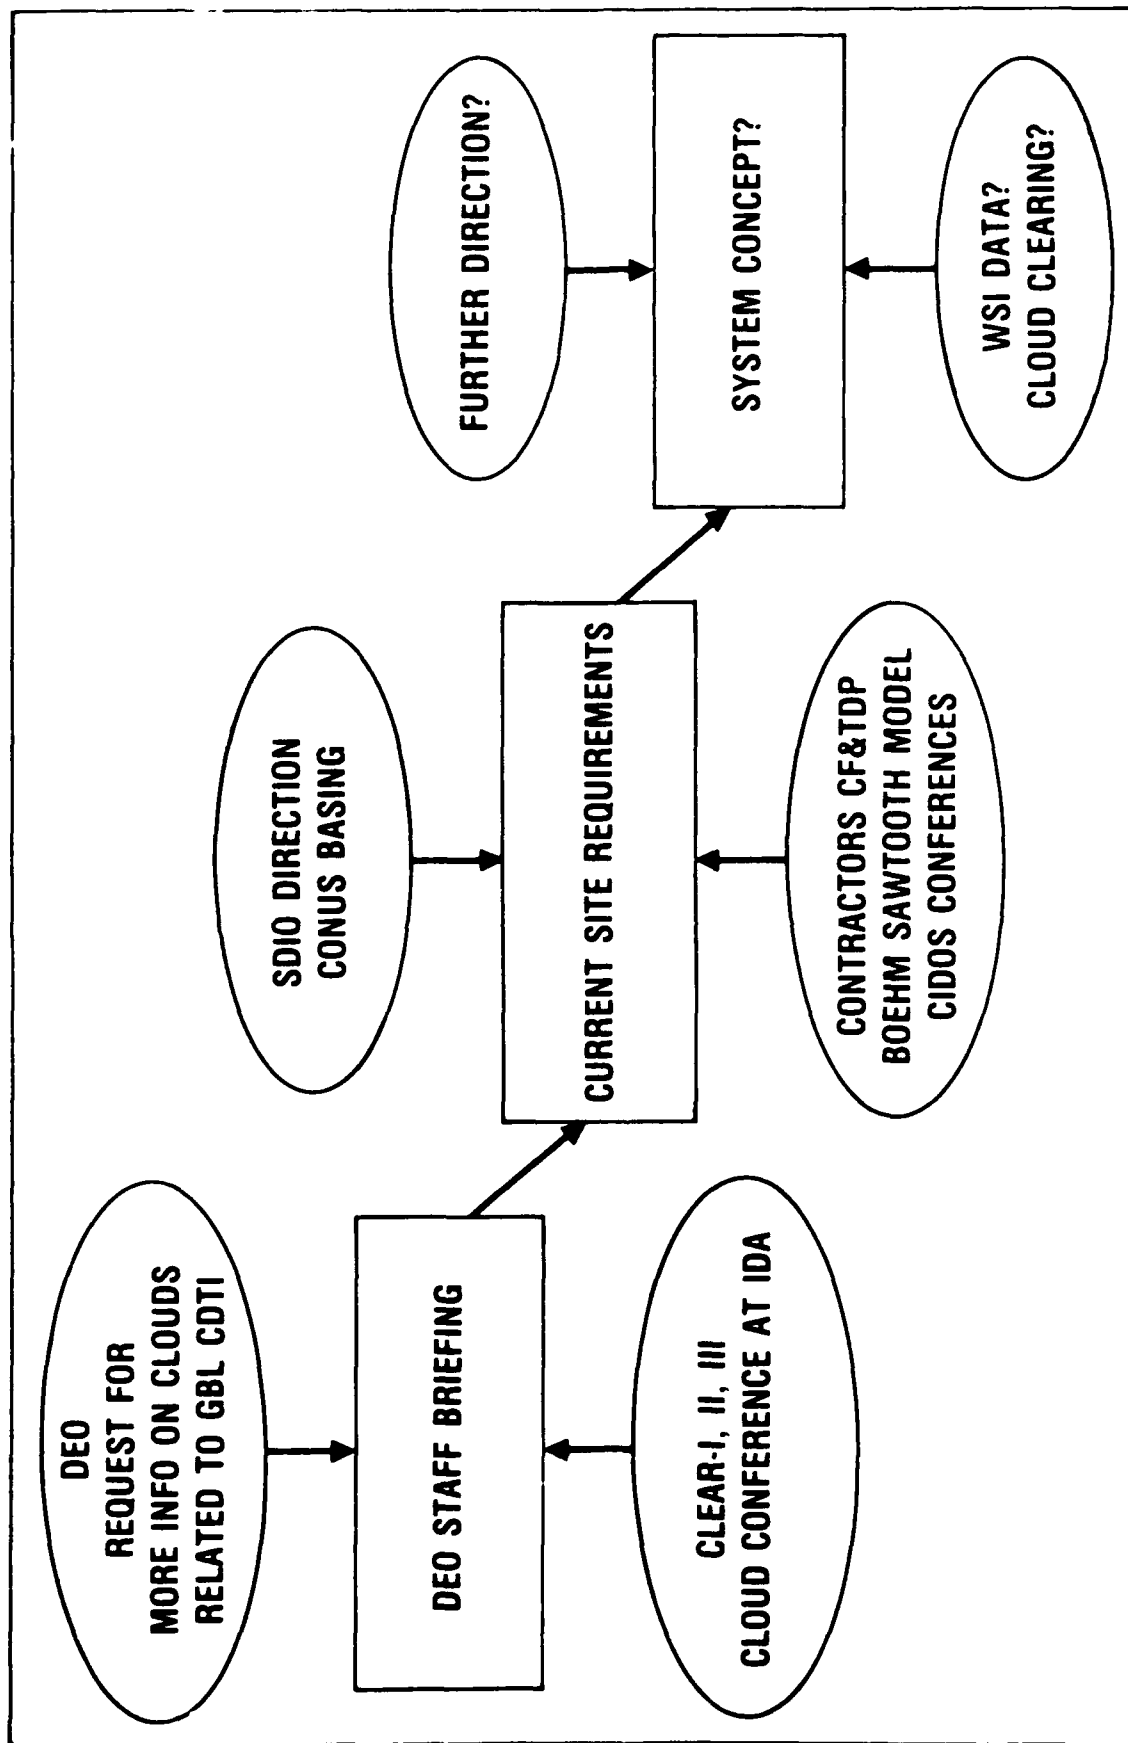 DEO
REQUEST FOR
MORE INFO ON CLOUDS
RELATED TO GBL CDTI
DEO STAFF BRIEFING
CLEAR-I, II, III
CLOUD CONFERENCE AT IDA
SDIO DIRECTION
CONUS BASING
CURRENT SITE REQUIREMENTS
CONTRACTORS CF&TDP
BOEHM SAWTOOTH MODEL
CIDOS CONFERENCES
FURTHER DIRECTION?
SYSTEM CONCEPT?
WSI DATA?
CLOUD CLEARING?